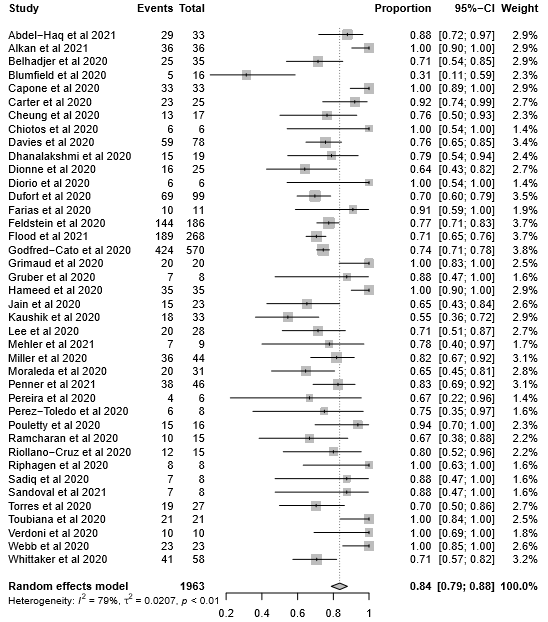 Study Events Total Proportion 95%−CI Weight
Abdel−Haq et al 2021 29 33 0.88 [0.72; 0.97] 2.9%
Alkan et al 2021 36 36 1.00 [0.90; 1.00] 2.9%
Belhadjer et al 2020 25 35 0.71 [0.54; 0.85] 2.9%
Blumfield et al 2020 5 16 0.31 [0.11; 0.59] 2.3%
Capone et al 2020 33 33 1.00 [0.89; 1.00] 2.9%
Carter et al 2020 23 25 0.92 [0.74; 0.99] 2.7%
Cheung et al 2020 13 17 0.76 [0.50; 0.93] 2.3%
Chiotos et al 2020 6 6 1.00 [0.54; 1.00] 1.4%
Davies et al 2020 59 78 0.76 [0.65; 0.85] 3.4%
Dhanalakshmi et al 2020 15 19 0.79 [0.54; 0.94] 2.4%
Dionne et al 2020 16 25 0.64 [0.43; 0.82] 2.7%
Diorio et al 2020 6 6 1.00 [0.54; 1.00] 1.4%
Dufort et al 2020 69 99 0.70 [0.60; 0.79] 3.4%
Farias et al 2020 10 11 0.91 [0.59; 1.00] 1.9%
Feldstein et al 2020 144 186 0.77 [0.71; 0.83] 3.6%
Flood et al 2021 189 268 0.71 [0.65; 0.76] 3.7%
Godfred−Cato et al 2020 424 570 0.74 [0.71; 0.78] 3.7%
Grimaud et al 2020 20 20 1.00 [0.83; 1.00] 2.5%
Gruber et al 2020 7 8 0.88 [0.47; 1.00] 1.6%
Hameed et al 2020 35 35 1.00 [0.90; 1.00] 2.9%
Jain et al 2020 15 23 0.65 [0.43; 0.84] 2.6%
Kaushik et al 2020 18 33 0.55 [0.36; 0.72] 2.9%
Lee et al 2020 20 28 0.71 [0.51; 0.87] 2.7%
Mehler et al 2021 7 9 0.78 [0.40; 0.97] 1.7%
Miller et al 2020 36 44 0.82 [0.67; 0.92] 3.1%
Moraleda et al 2020 20 31 0.65 [0.45; 0.81] 2.8%
Penner et al 2021 38 46 0.83 [0.69; 0.92] 3.1%
Pereira et al 2020 4 6 0.67 [0.22; 0.96] 1.4%
Perez−Toledo et al 2020 6 8 0.75 [0.35; 0.97] 1.6%
Pouletty et al 2020 15 16 0.94 [0.70; 1.00] 2.3%
Ramcharan et al 2020 10 15 0.67 [0.38; 0.88] 2.2%
Riollano−Cruz et al 2020 12 15 0.80 [0.52; 0.96] 2.2%
Riphagen et al 2020 8 8 1.00 [0.63; 1.00] 1.6%
Sadiq et al 2020 7 8 0.88 [0.47; 1.00] 1.6%
Sandoval et al 2021 7 8 0.88 [0.47; 1.00] 1.6%
Torres et al 2020 19 27 0.70 [0.50; 0.86] 2.7%
Toubiana et al 2020 21 21 1.00 [0.84; 1.00] 2.5%
Verdoni et al 2020 10 10 1.00 [0.69; 1.00] 1.8%
Webb et al 2020 23 23 1.00 [0.85; 1.00] 2.6%
Whittaker et al 2020 41 58 0.71 [0.57; 0.82] 3.2%
Random effects model 1963 0.84 [0.79; 0.88] 100.0%
Heterogeneity: I² = 79%, τ² = 0.0207, p < 0.01
0.2 0.4 0.6 0.8 1